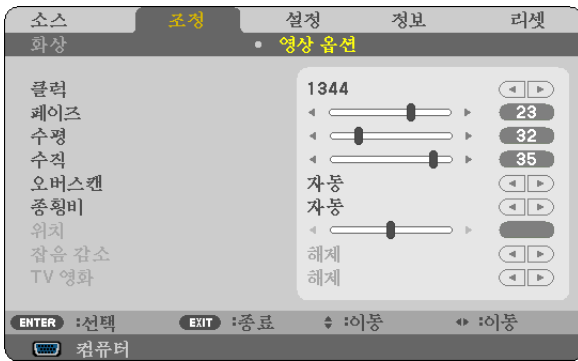 소스 조정 설정 정보 리셋
화상 • 영상 옵션
클럭 1344
페이즈 23
수평 32
수직 35
오버스캔 자동
종횡비 자동
위치
잡음 감소 해제
TV 영화 해제
ENTER :선택 EXIT :종료 :이동 :이동
컴퓨터